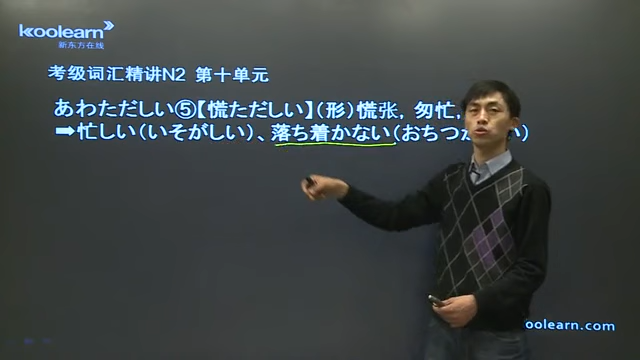 koolearn
新东方在线
考级词汇精讲N2 第十单元
あわただしい⑤【慌ただしい】（形）慌张，匆忙，
➡忙しい（いそがしい）、落ち着かない（おちつか い）
oolearn.com